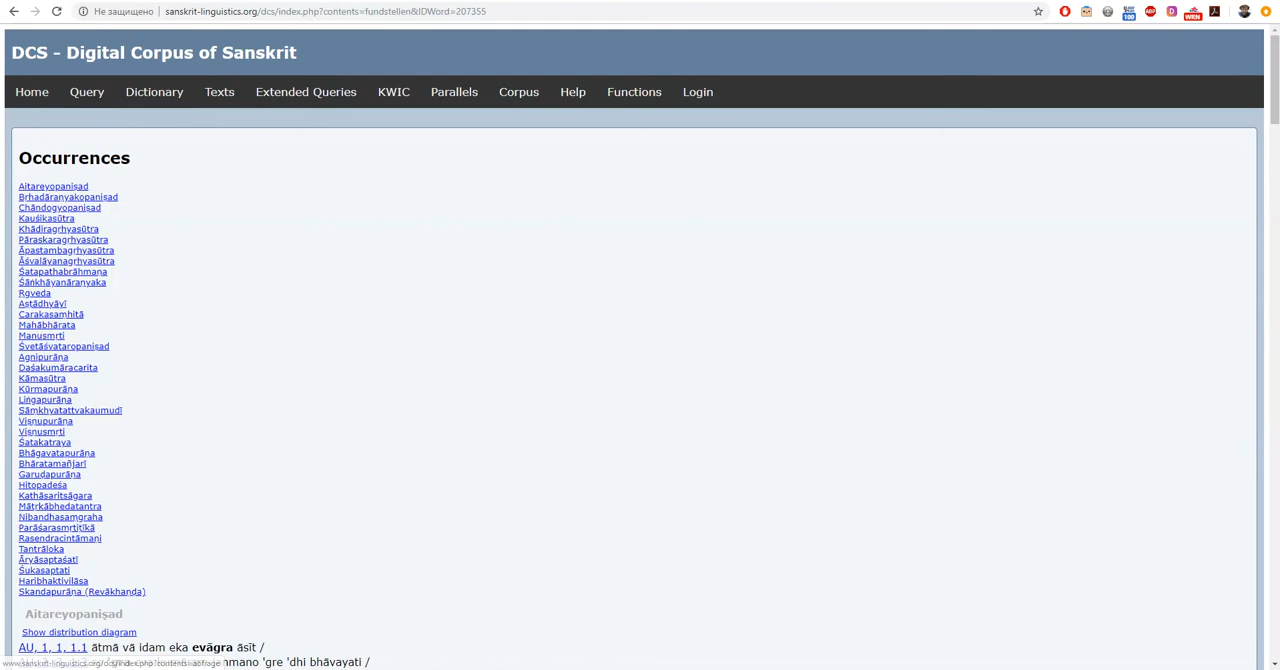 Не защищено
sanskrit-linguistics.org/dcs/index.php?contents=fundstellen&IDWord=207355
100
ABP
D
WRN
DCS - Digital Corpus of Sanskrit
Home Query Dictionary Texts Extended Queries KWIC Parallels Corpus Help Functions Login
Occurrences
Aitareyopaniṣad
Bṛhadāraṇyakopaniṣad
Chāndogyopaniṣad
Kauśikasūtra
Khādiragṛhyasūtra
Pāraskaragṛhyasūtra
Āpastambagṛhyasūtra
Āśvalāyanagṛhyasūtra
Śatapathabrāhmaṇa
Śāṅkhāyanāraṇyaka
Ṛgveda
Aṣṭādhyāyī
Carakasaṃhitā
Mahābhārata
Manusmṛti
Śvetāśvataropaniṣad
Agnipurāṇa
Daśakumāracarita
Kāmasūtra
Kūrmapurāṇa
Liṅgapurāṇa
Sāṃkhyatattvakaumudī
Viṣṇupurāṇa
Viṣṇusmṛti
Śatakatraya
Bhāgavatapurāṇa
Bhāratamañjarī
Garuḍapurāṇa
Hitopadeśa
Kathāsaritsāgara
Mātṛkābhedatantra
Nibandhasaṃgraha
Parāśarasmṛtiṭīkā
Rasendracintāmaṇi
Tantrāloka
Āryāsaptaśatī
Śukasaptati
Haribhaktivilāsa
Skandapurāṇa (Revākhaṇḍa)
Aitareyopaniṣad
Show distribution diagram
AU, 1, 1, 1.1 ātmā vā idam eka evāgra āsīt /
mano 'gre 'dhi bhāvayati /